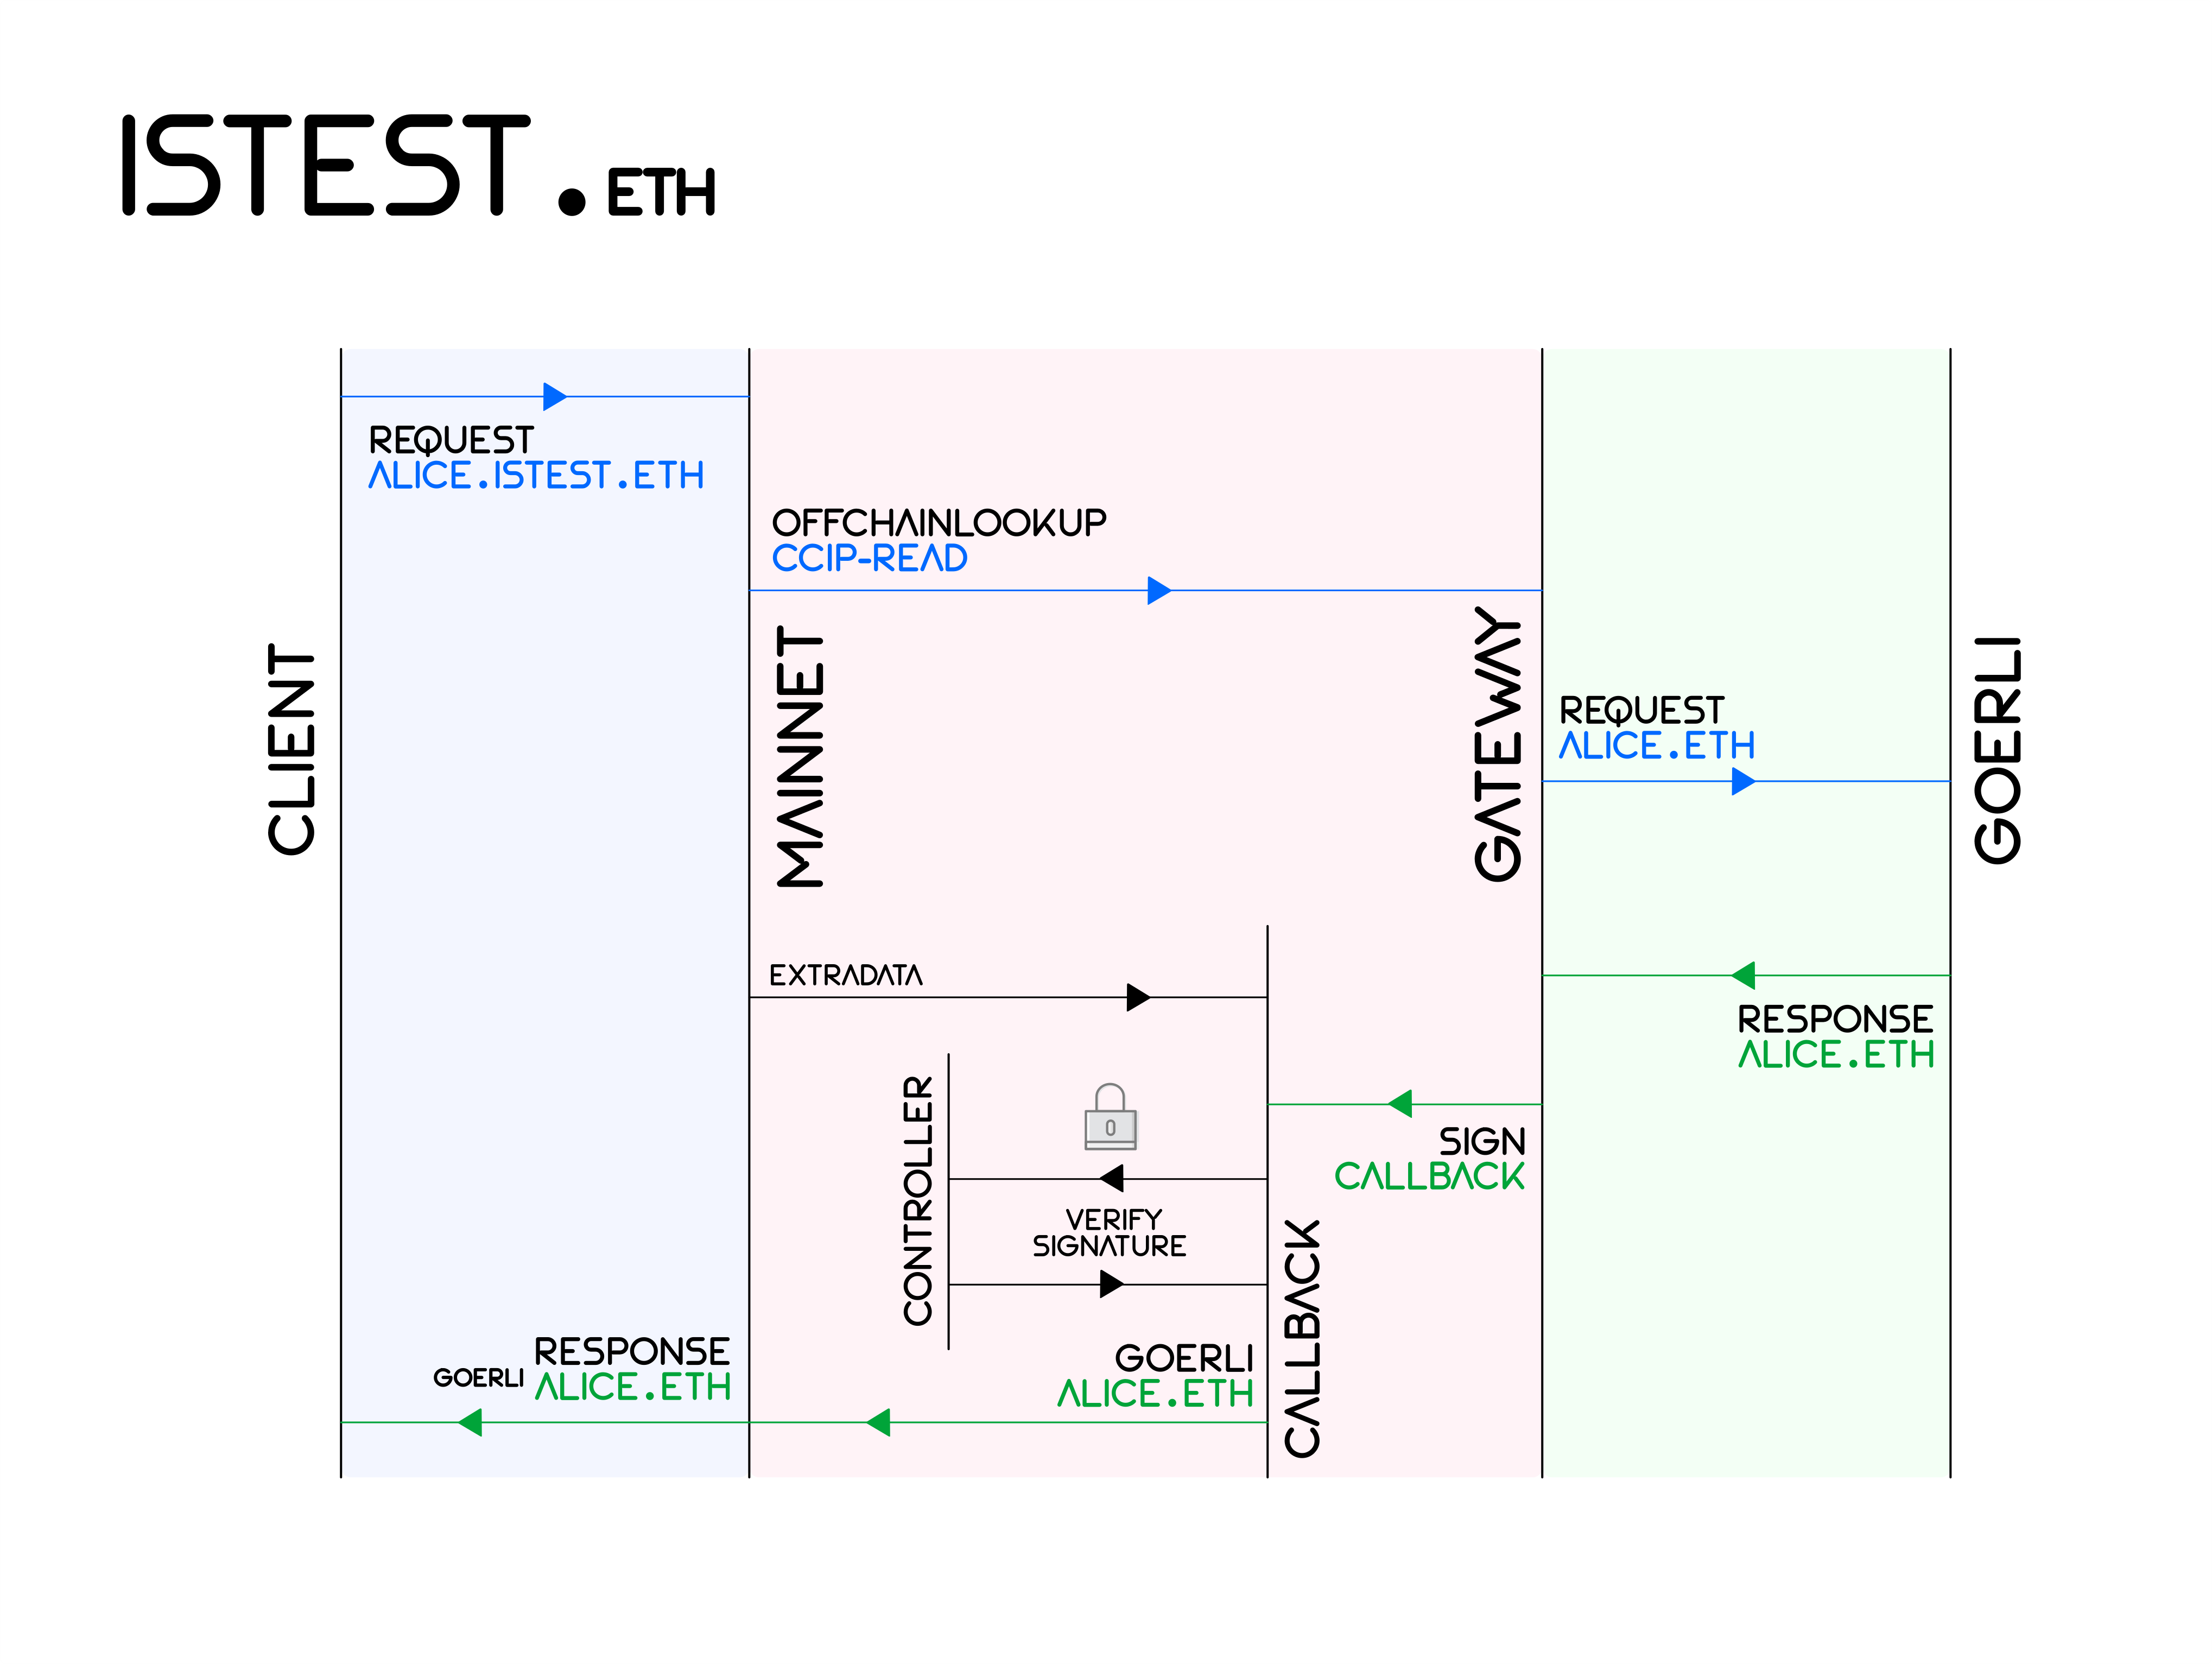 ISTEST.ETH
REQUEST
ALICE.ISTEST.ETH
OFFCHAINLOOKUP
CCIP-READ
CLIENT
MAINNET
GATEWAY
GOERLI
REQUEST
ALICE.ETH
EXTRADATA
RESPONSE
ALICE.ETH
CONTROLLER
SIGN
CALLBACK
VERIFY
SIGNATURE
CALLBACK
RESPONSE
GOERLI ALICE.ETH
GOERLI
ALICE.ETH